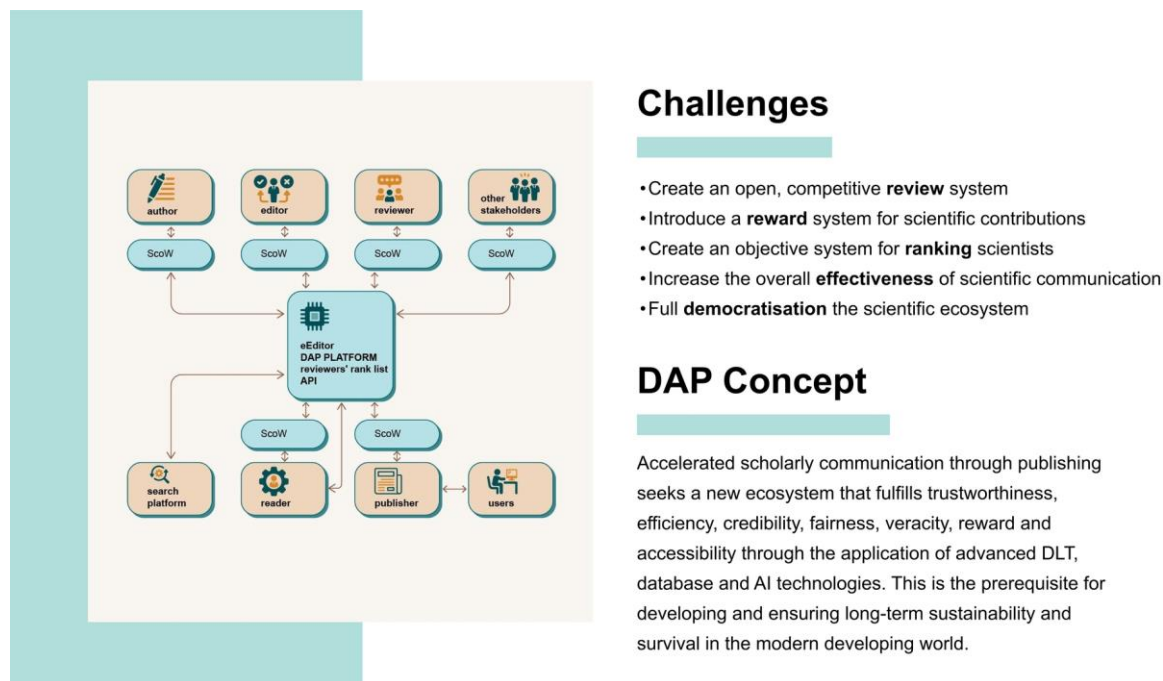 author
editor
reviewer
other
stakeholders
ScoW
ScoW
ScoW
ScoW
eEditor
DAP PLATFORM
reviewers' rank list
API
ScoW
ScoW
search
platform
reader
publisher
users
Challenges
•Create an open, competitive review system
•Introduce a reward system for scientific contributions
•Create an objective system for ranking scientists
•Increase the overall effectiveness of scientific communication
•Full democratisation the scientific ecosystem
DAP Concept
Accelerated scholarly communication through publishing
seeks a new ecosystem that fulfills trustworthiness,
efficiency, credibility, fairness, veracity, reward and
accessibility through the application of advanced DLT,
database and AI technologies. This is the prerequisite for
developing and ensuring long-term sustainability and
survival in the modern developing world.